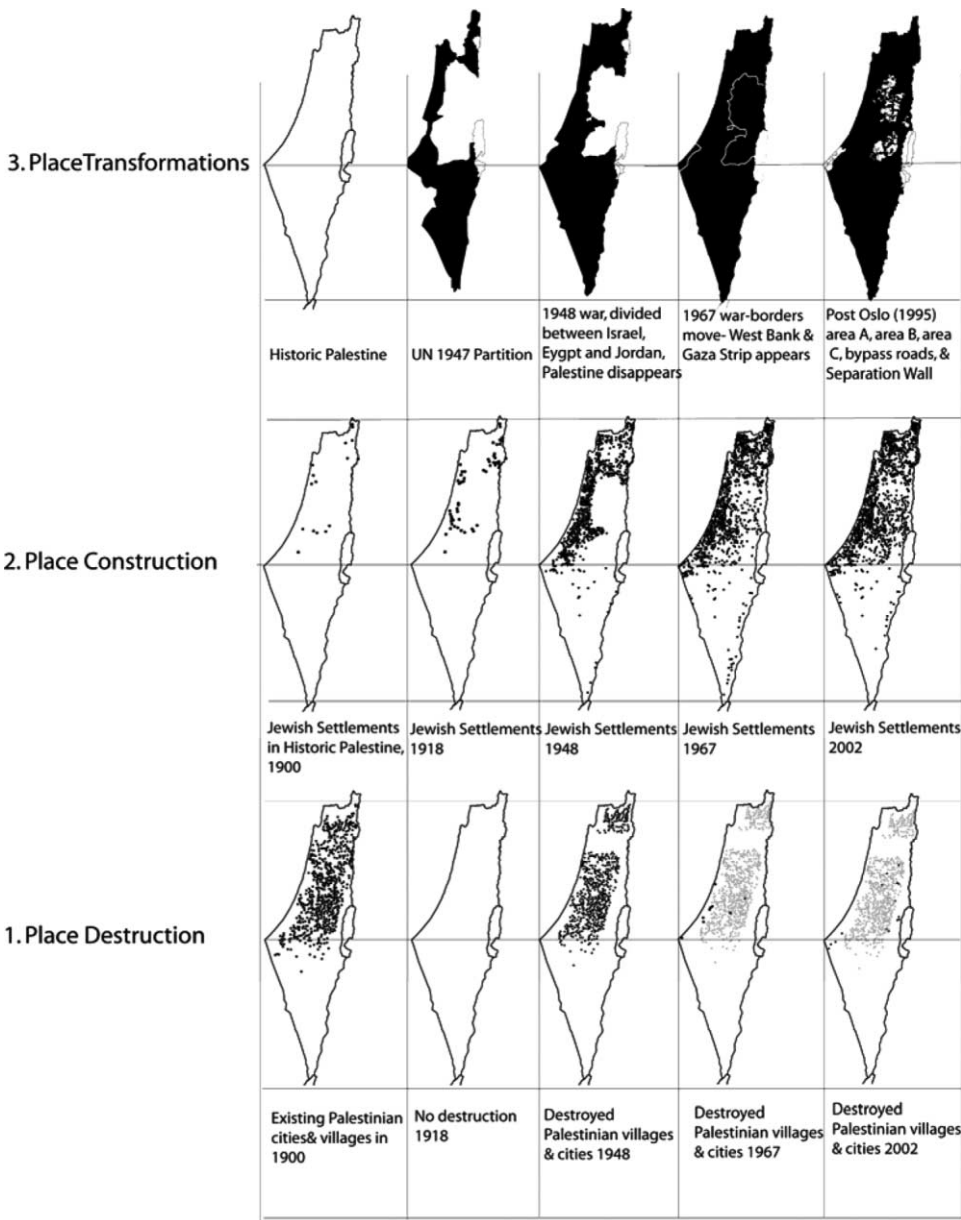 3. PlaceTransformations
Historic Palestine
UN 1947 Partition
1948 war, divided
between Israel,
Eygpt and Jordan,
Palestine disappears
1967 war-borders
move- West Bank &
Gaza Strip appears
Post Oslo (1995)
area A, area B, area
C, bypass roads, &
Separation Wall
2. Place Construction
Jewish Settlements
in Historic Palestine,
1900
Jewish Settlements
1918
Jewish Settlements
1948
Jewish Settlements
1967
Jewish Settlements
2002
1. Place Destruction
Existing Palestinian
cities& villages in
1900
No destruction
1918
Destroyed
Palestinian villages
& cities 1948
Destroyed
Palestinian villages
& cities 1967
Destroyed
Palestinian villages
& cities 2002